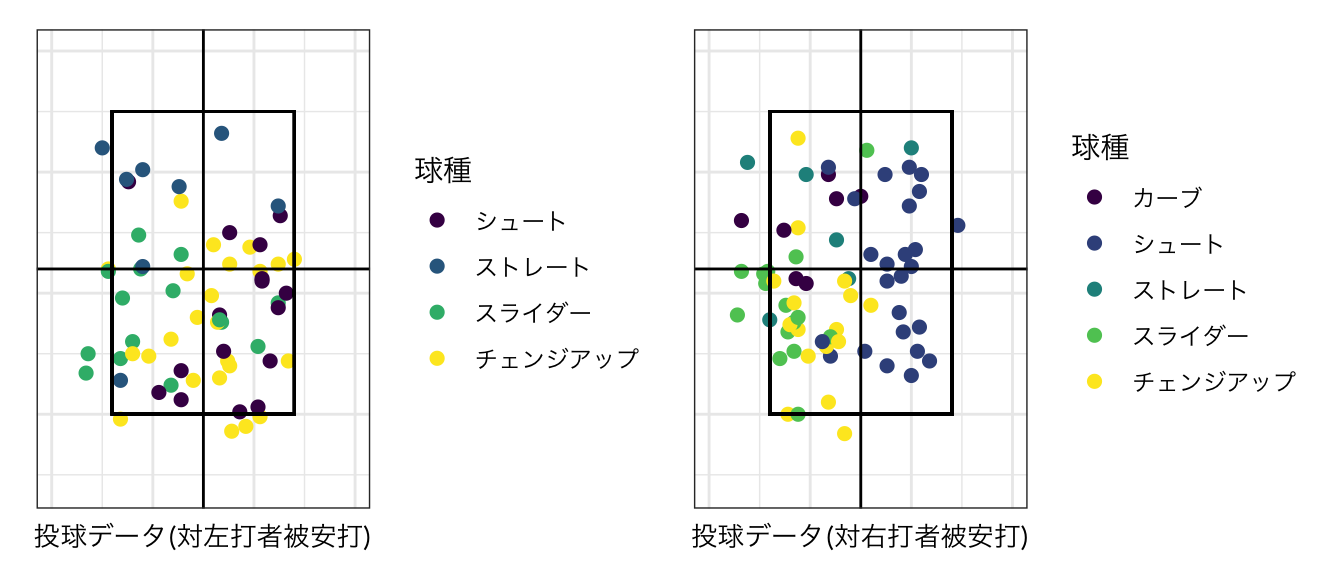 球種
シュート
ストレート
スライダー
チェンジアップ
投球データ(対左打者被安打)
球種
カーブ
シュート
ストレート
スライダー
チェンジアップ
投球データ(対右打者被安打)